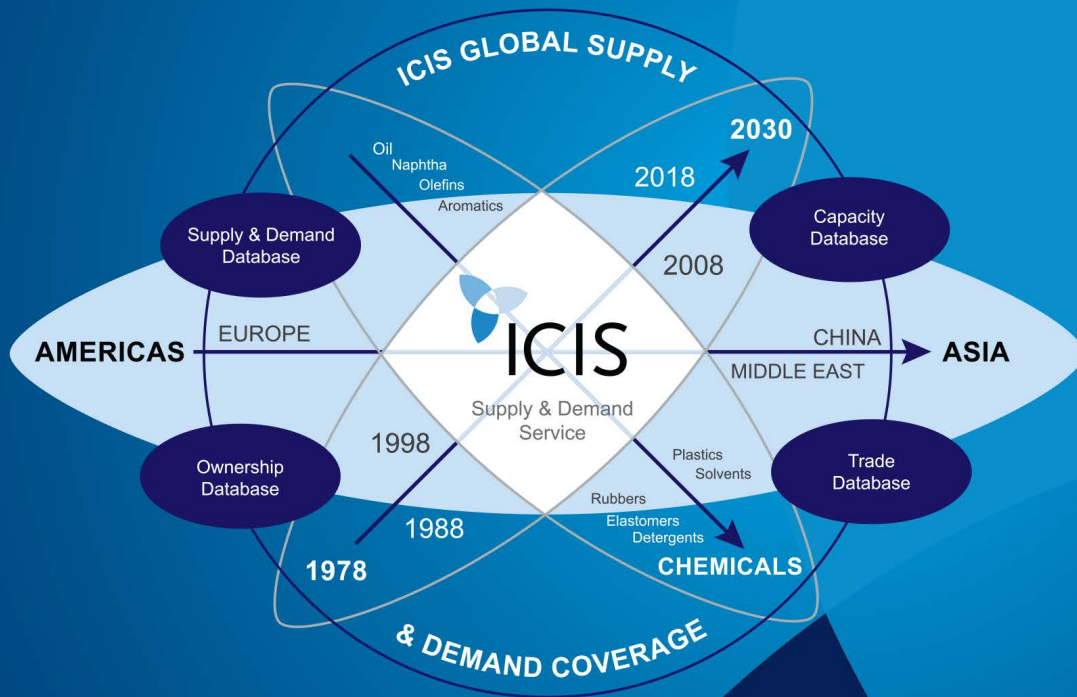 ICIS GLOBAL SUPPLY
2030
Oil
Naphtha
Olefins
Aromatics
2018
Supply & Demand
Database
Capacity
Database
2008
AMERICAS
EUROPE
ICIS
Supply & Demand
Service
CHINA
MIDDLE EAST
ASIA
Ownership
Database
1998
1988
1978
Plastics
Solvents
Rubbers
Elastomers
Detergents
CHEMICALS
Trade
Database
& DEMAND COVERAGE